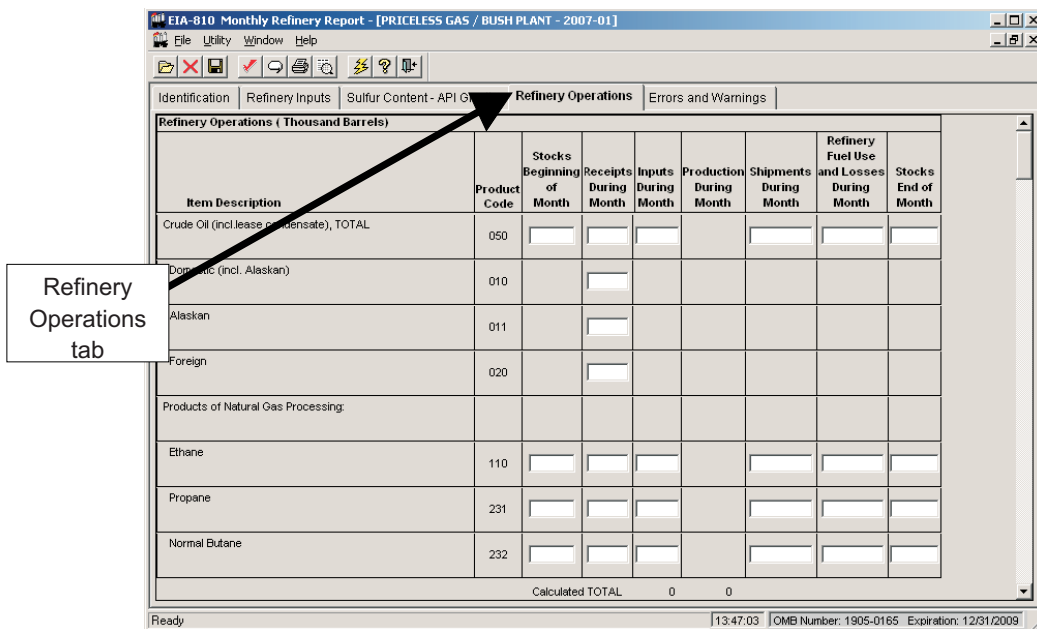 EIA-810 Monthly Refinery Report - [PRICELESS GAS / BUSH PLANT - 2007-01]
File Utility Window Help
Identification Refinery Inputs Sulfur Content - API G Refinery Operations Errors and Warnings
Refinery Operations ( Thousand Barrels)
Item Description
Product
Code
Stocks
Beginning
of
Month
Receipts
During
Month
Inputs
During
Month
Production
During
Month
Shipments
During
Month
Refinery
Fuel Use
and Losses
During
Month
Stocks
End of
Month
Crude Oil (incl.lease condensate), TOTAL 050
Domestic (incl. Alaskan) 010
Alaskan 011
Foreign 020
Products of Natural Gas Processing:
Ethane 110
Propane 231
Normal Butane 232
Calculated TOTAL 0 0
Ready 13:47:03 OMB Number: 1905-0165 Expiration: 12/31/2009
Refinery
Operations
tab